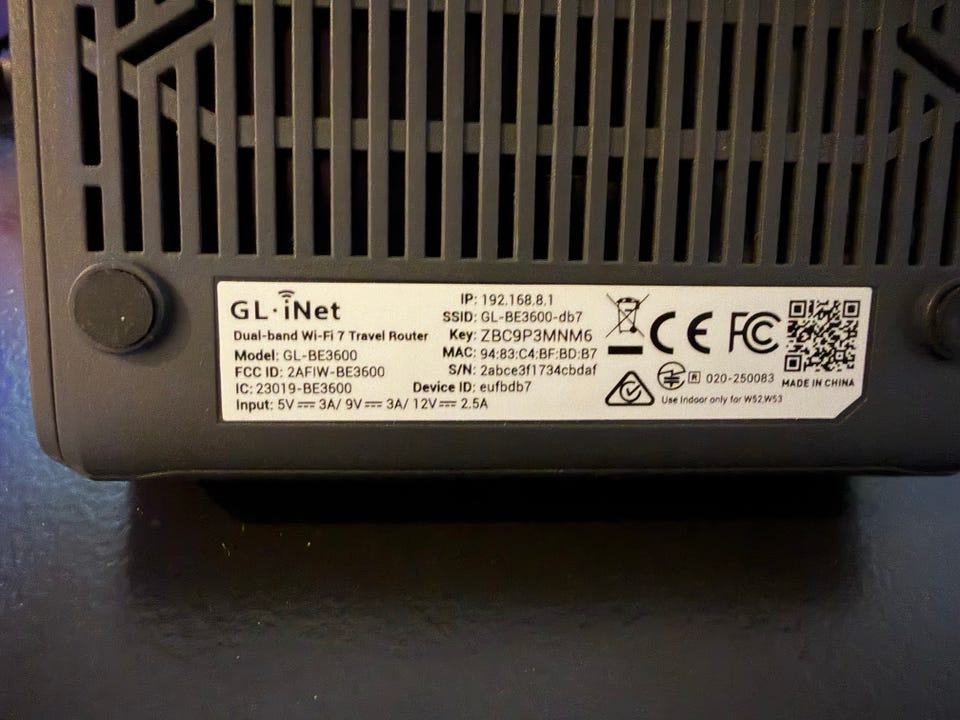 GL·iNet
Dual-band Wi-Fi 7 Travel Router
Model: GL-BE3600
FCC ID: 2AFIW-BE3600
IC: 23019-BE3600
Input: 5V⎓3A/ 9V⎓3A/ 12V⎓2.5A
IP: 192.168.8.1
SSID: GL-BE3600-db7
Key: ZBC9P3MNM6
MAC: 94:83:C4:BF:BD:B7
S/N: 2abce3f1734cbdaf
Device ID: eufbdb7
CE FC
R 020-250083
Use Indoor only for W52,W53
MADE IN CHINA